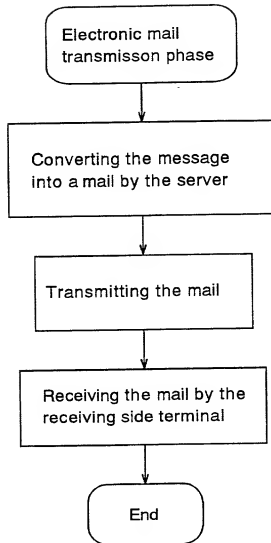 Electronic mail
transmisson phase
Converting the message
into a mail by the server
Transmitting the mail
Receiving the mail by the
receiving side terminal
End